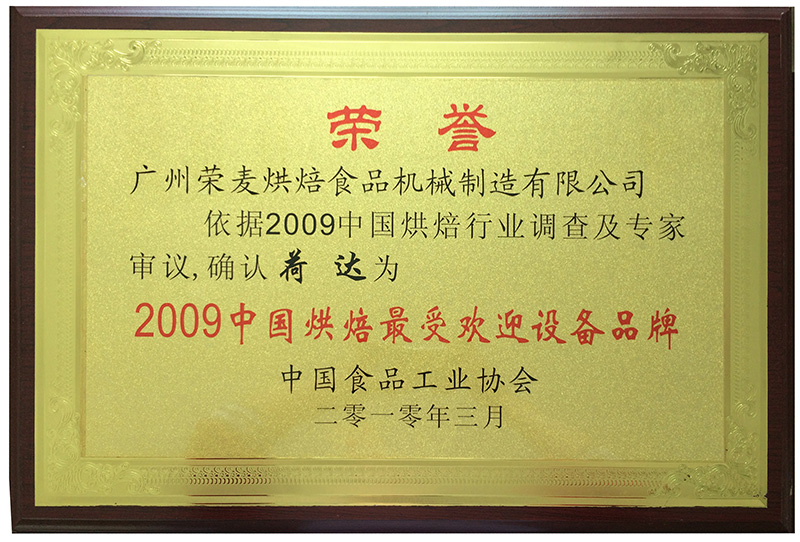 荣 誉
广州荣麦烘焙食品机械制造有限公司
依据2009中国烘焙行业调查及专家
审议,确认荷 达为
2009中国烘焙最受欢迎设备品牌
中国食品工业协会
二零一零年三月